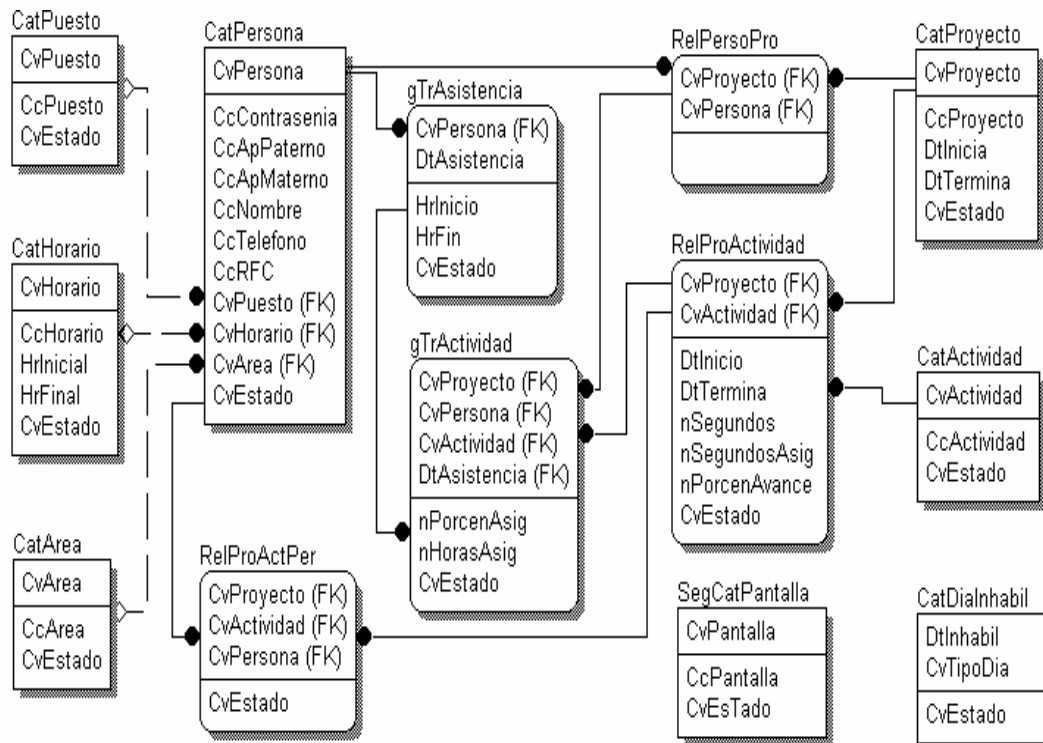 CatPuesto
CvPuesto
CcPuesto
CvEstado
CatHorario
CvHorario
CcHorario
HrInicial
HrFinal
CvEstado
CatArea
CvArea
CcArea
CvEstado
CatPersona
CvPersona
CcContrasenia
CcApPaterno
CcApMaterno
CcNombre
CcTelefono
CcRFC
CvPuesto (FK)
CvHorario (FK)
CvArea (FK)
CvEstado
RelProActPer
CvProyecto (FK)
CvActividad (FK)
CvPersona (FK)
CvEstado
gTrAsistencia
CvPersona (FK)
DtAsistencia
HrInicio
HrFin
CvEstado
gTrActividad
CvProyecto (FK)
CvPersona (FK)
CvActividad (FK)
DtAsistencia (FK)
nPorcenAsig
nHorasAsig
CvEstado
RelPersoPro
CvProyecto (FK)
CvPersona (FK)
RelProActividad
CvProyecto (FK)
CvActividad (FK)
DtInicio
DtTermina
nSegundos
nSegundosAsig
nPorcenAvance
CvEstado
SegCatPantalla
CvPantalla
CcPantalla
CvEsTado
CatProyecto
CvProyecto
CcProyecto
DtInicia
DtTermina
CvEstado
CatActividad
CvActividad
CcActividad
CvEstado
CatDiaInhabil
DtInhabil
CvTipoDia
CvEstado